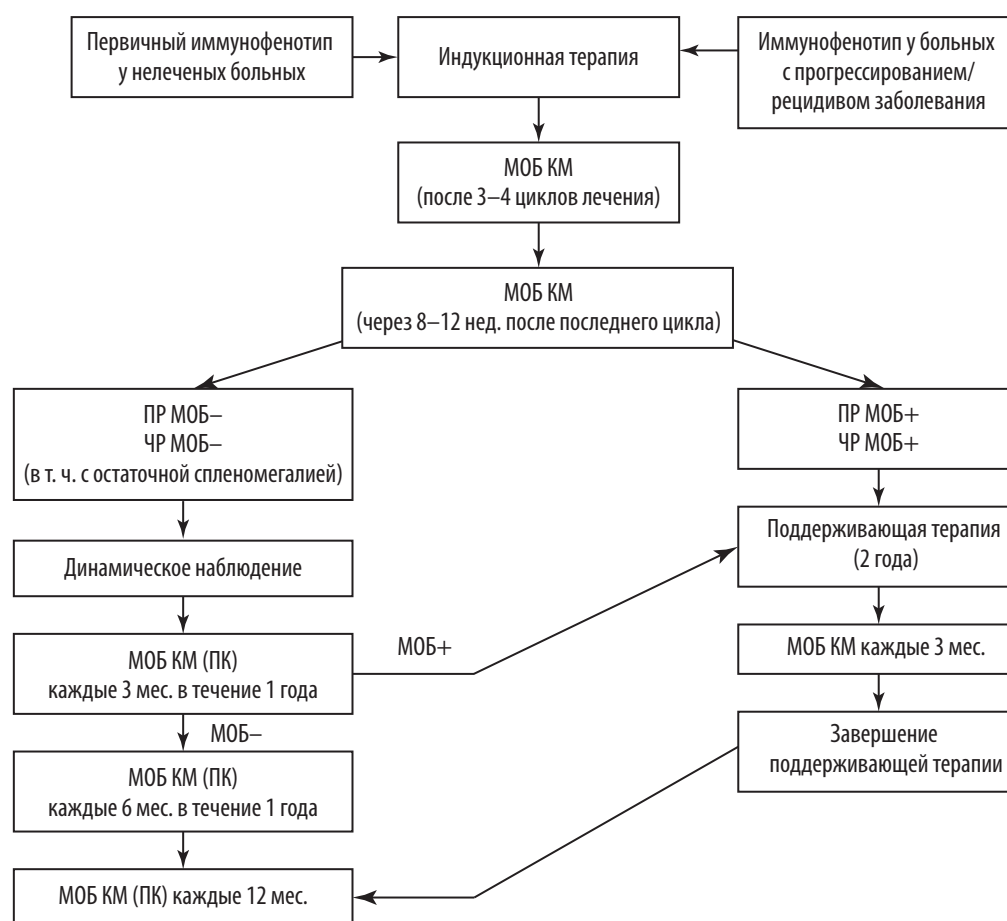 Первичный иммунофенотип
у нелеченых больных
Индукционная терапия
Иммунофенотип у больных
с прогрессированием/
рецидивом заболевания
МОБ КМ
(после 3–4 циклов лечения)
МОБ КМ
(через 8–12 нед. после последнего цикла)
ПР МОБ–
ЧР МОБ–
(в т. ч. с остаточной спленомегалией)
ПР МОБ+
ЧР МОБ+
Динамическое наблюдение
Поддерживающая терапия
(2 года)
МОБ КМ (ПК)
каждые 3 мес. в течение 1 года
МОБ+
МОБ КМ каждые 3 мес.
МОБ–
МОБ КМ (ПК)
каждые 6 мес. в течение 1 года
Завершение
поддерживающей терапии
МОБ КМ (ПК) каждые 12 мес.